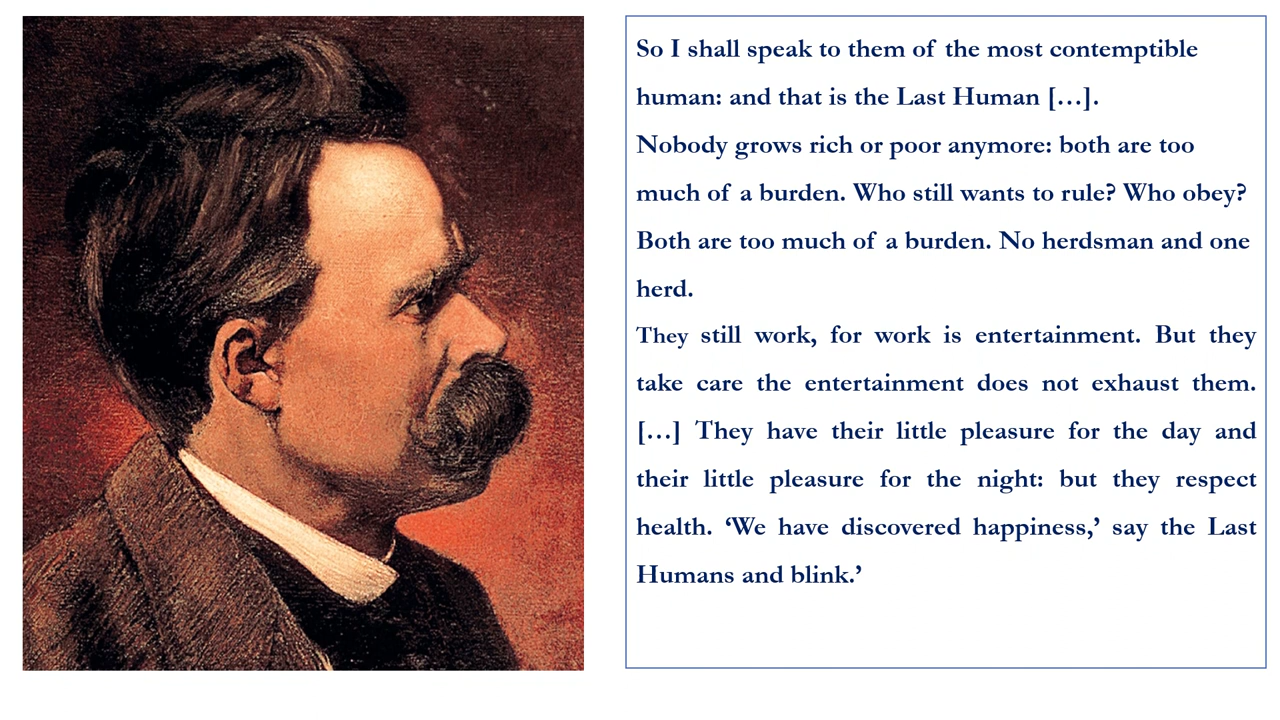 So I shall speak to them of the most contemptible
human: and that is the Last Human […].
Nobody grows rich or poor anymore: both are too
much of a burden. Who still wants to rule? Who obey?
Both are too much of a burden. No herdsman and one
herd.
They still work, for work is entertainment. But they
take care the entertainment does not exhaust them.
[…] They have their little pleasure for the day and
their little pleasure for the night: but they respect
health. ‘We have discovered happiness,’ say the Last
Humans and blink.’